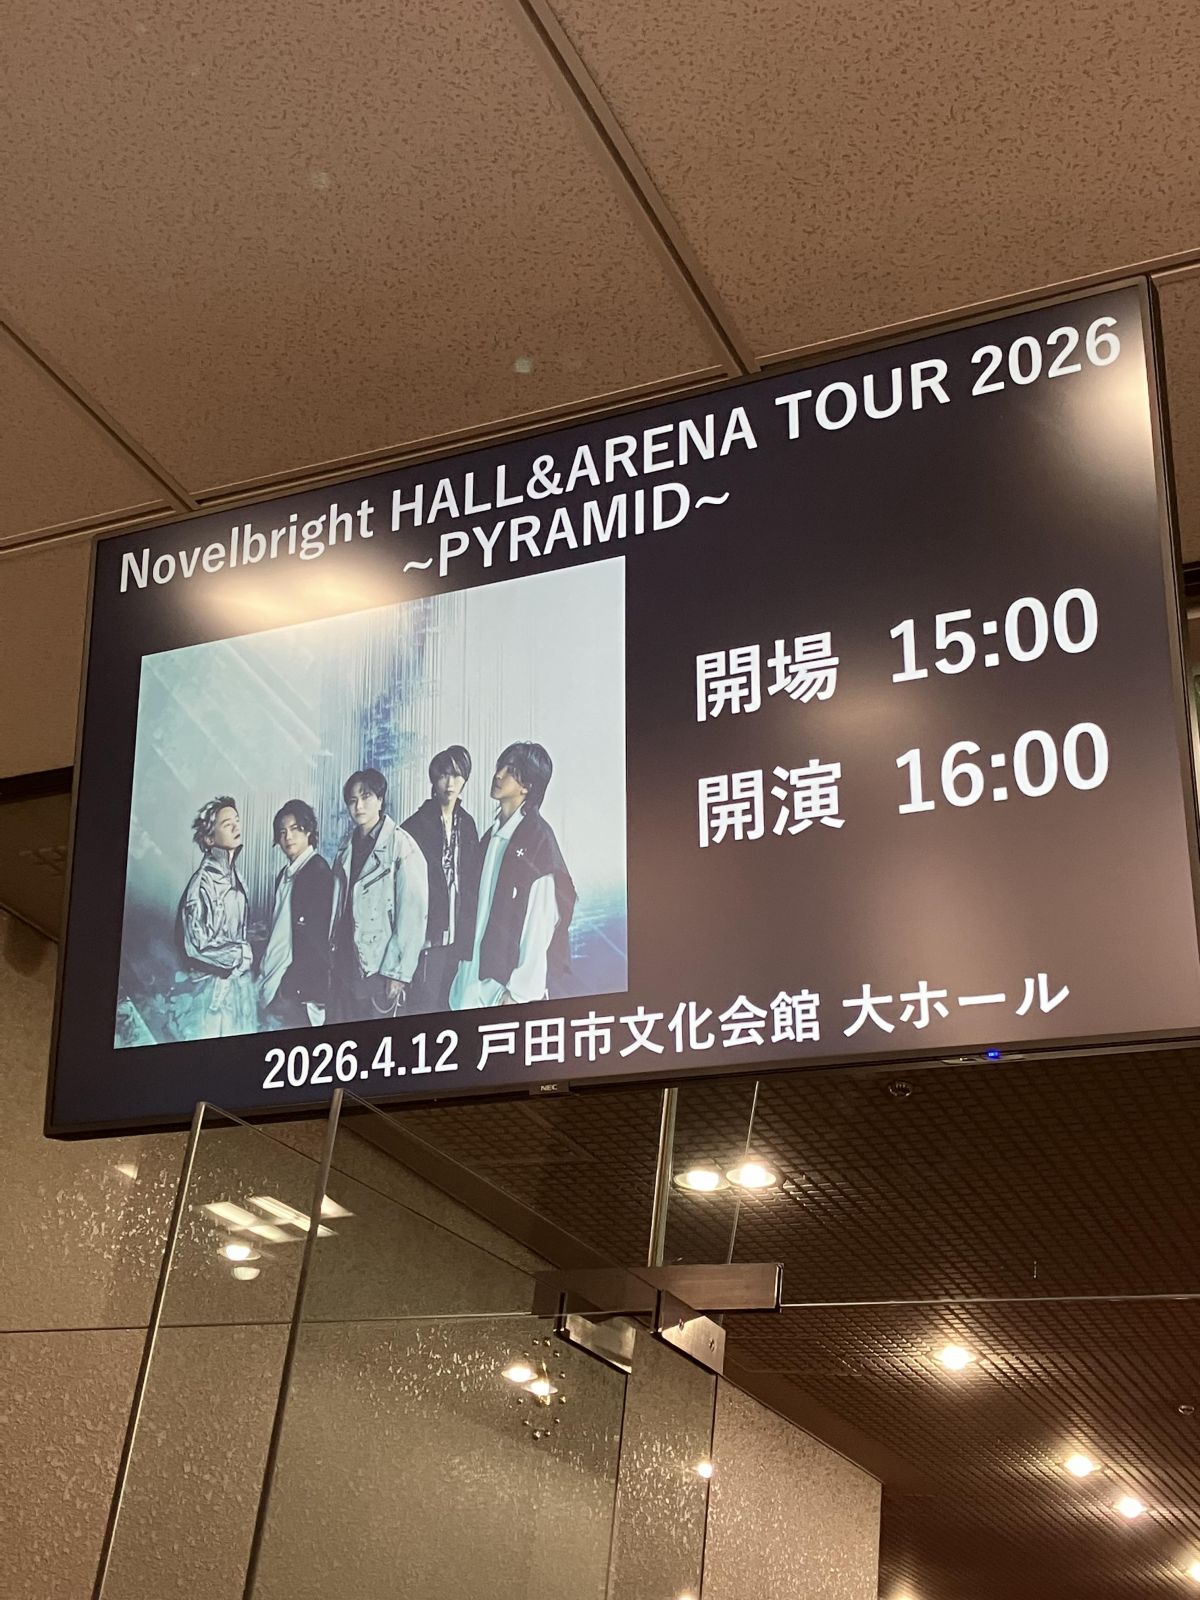 Novelbright HALL&ARENA TOUR 2026
~PYRAMID~
開場 15:00
開演 16:00
2026.4.12 戸田市文化会館 大ホール
NEC